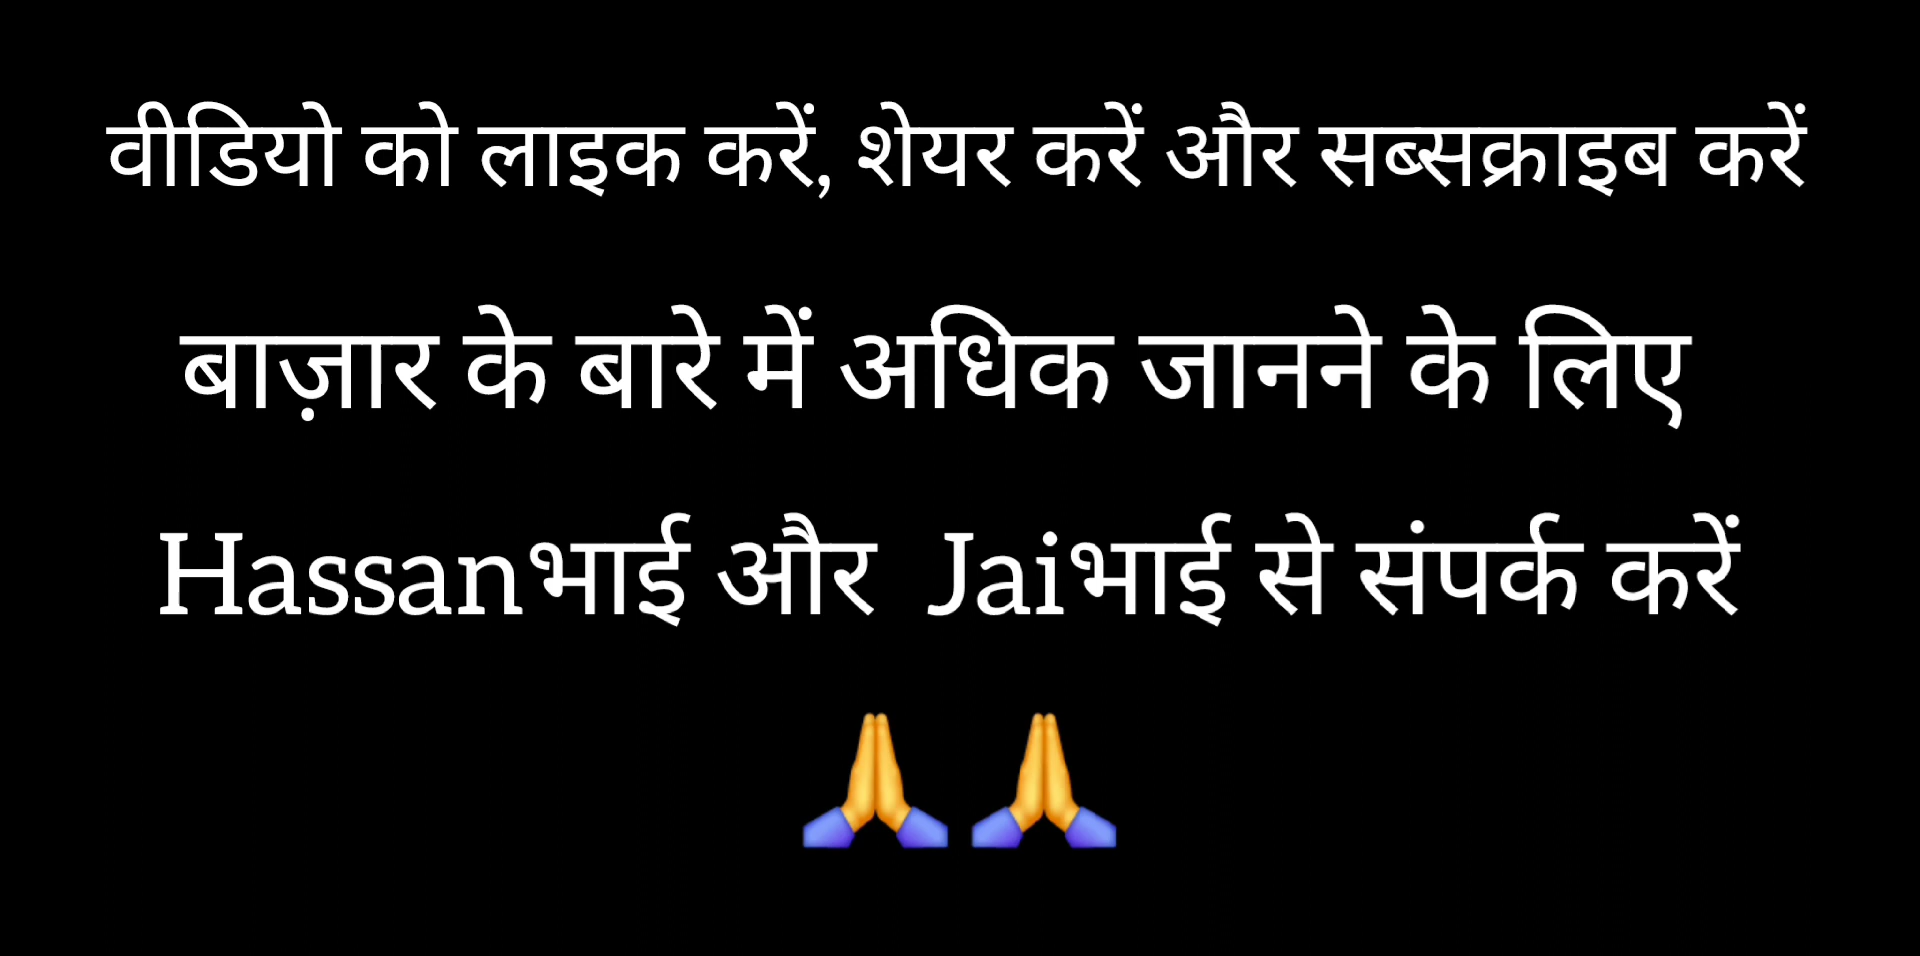 वीडियो को लाइक करें, शेयर करें और सब्सक्राइब करें
बाज़ार के बारे में अधिक जानने के लिए
Hassanभाई और Jaiभाई से संपर्क करें
🙏 🙏